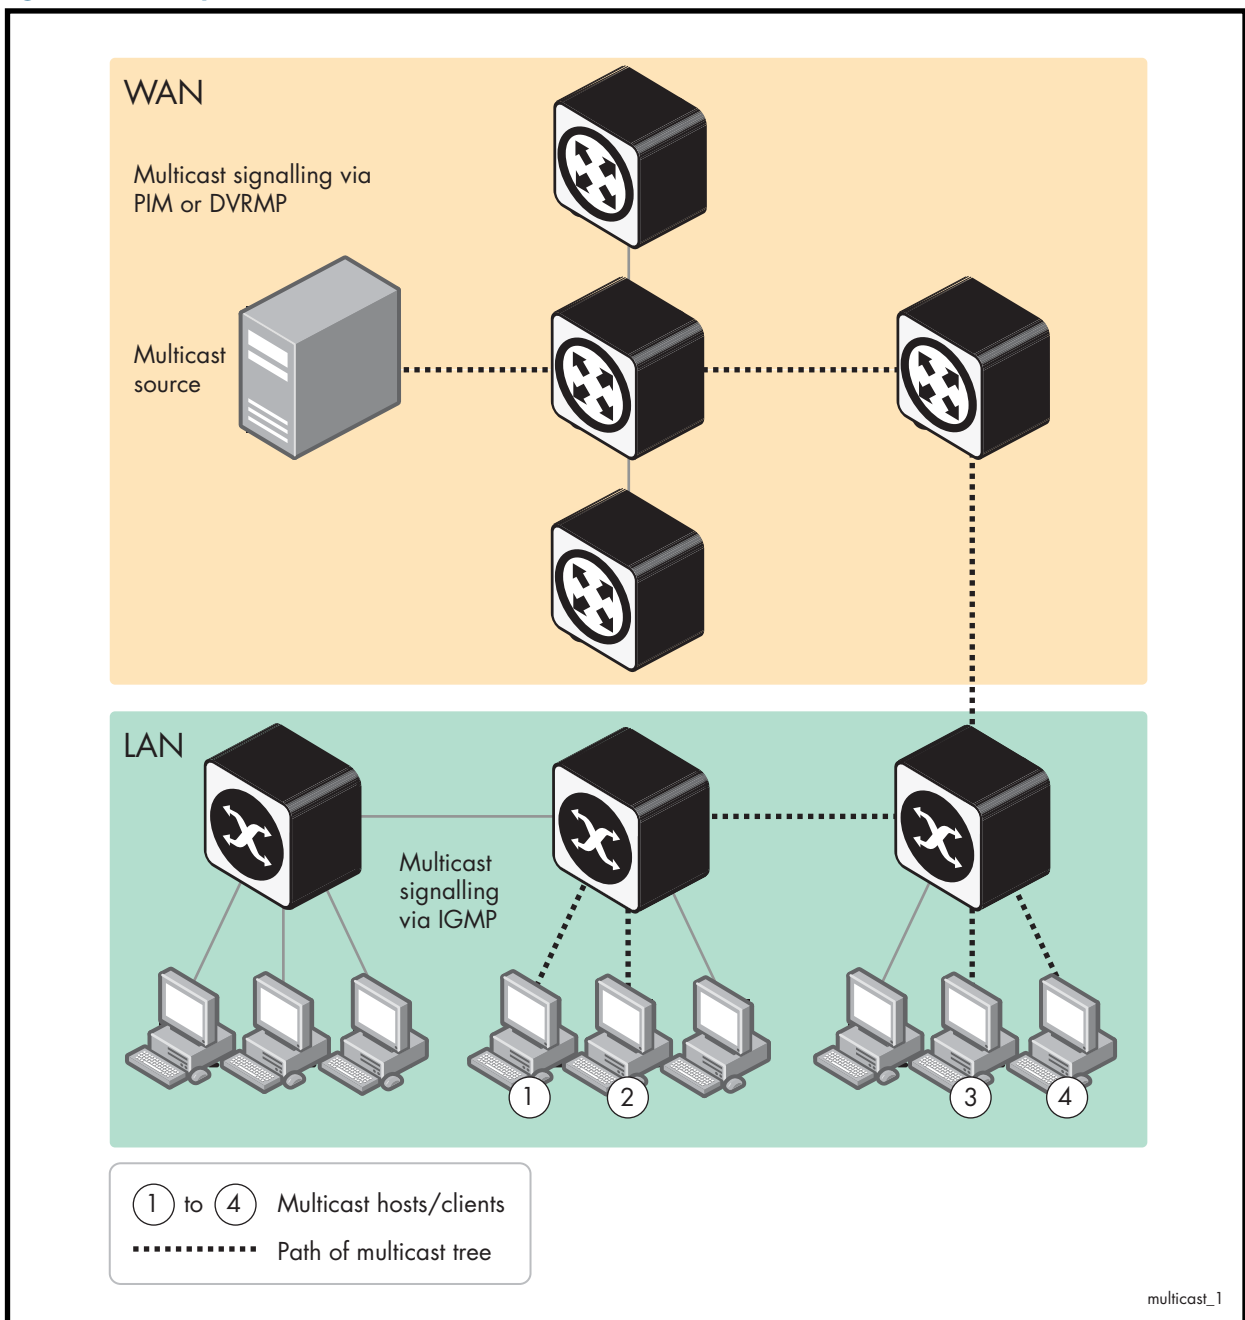 WAN
Multicast signalling via
PIM or DVRMP
Multicast
source
LAN
Multicast
signalling
via IGMP
1
2
3
4
1 to 4 Multicast hosts/clients
Path of multicast tree
multicast_1